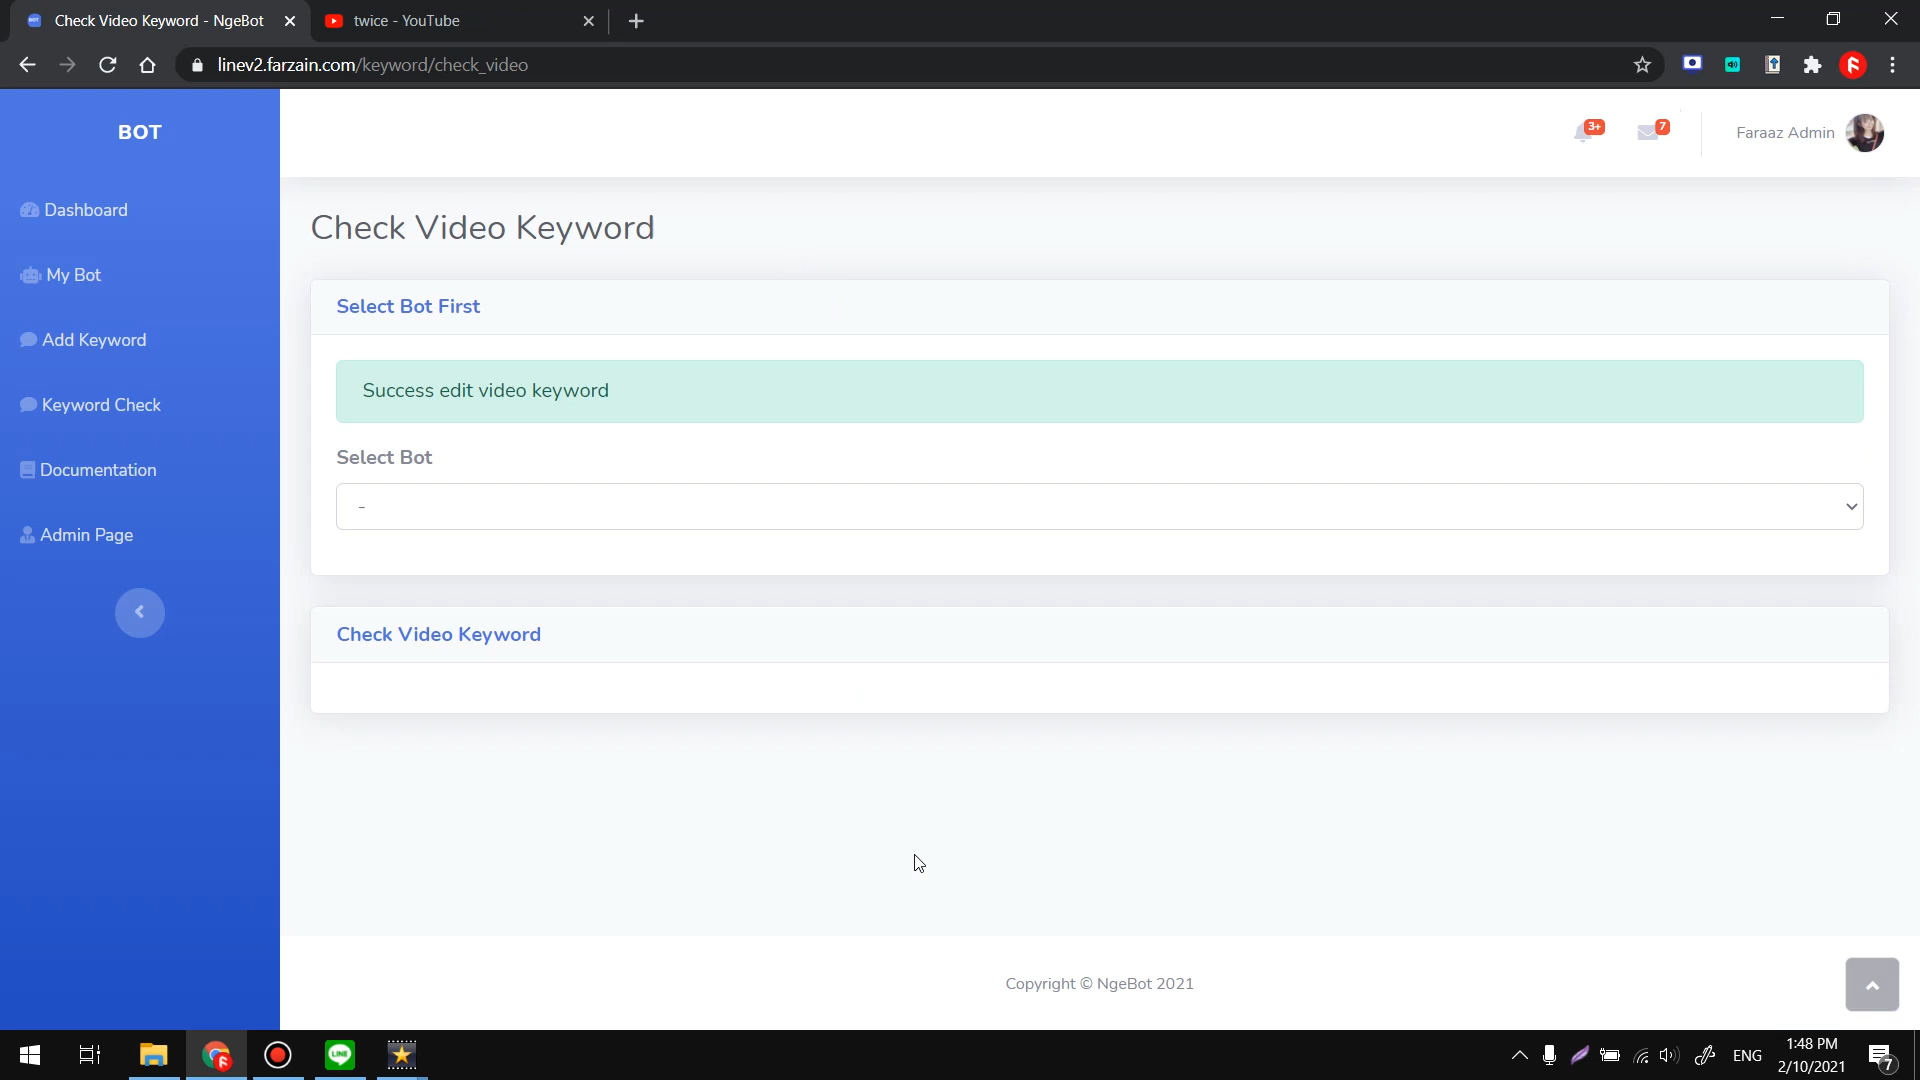 Check Video Keyword - NgeBot
twice - YouTube
linev2.farzain.com/keyword/check_video
BOT
3+
7
Faraaz Admin
Dashboard
My Bot
Add Keyword
Keyword Check
Documentation
Admin Page
Check Video Keyword
Select Bot First
Success edit video keyword
Select Bot
-
Check Video Keyword
Copyright © NgeBot 2021
LINE
ENG
1:48 PM
2/10/2021
7